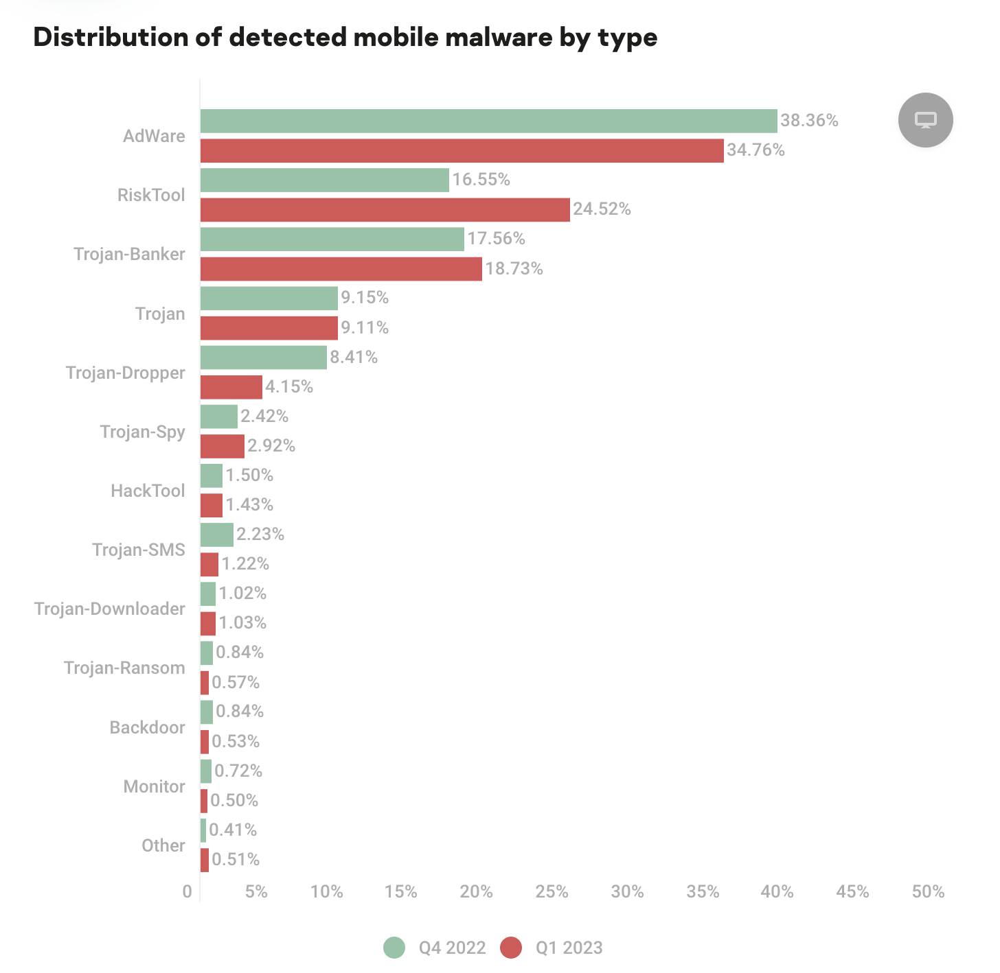 Distribution of detected mobile malware by type
AdWare
38.36%
34.76%
RiskTool
16.55%
24.52%
Trojan-Banker
17.56%
18.73%
Trojan
9.15%
9.11%
Trojan-Dropper
8.41%
4.15%
Trojan-Spy
2.42%
2.92%
HackTool
1.50%
1.43%
Trojan-SMS
2.23%
1.22%
Trojan-Downloader
1.02%
1.03%
Trojan-Ransom
0.84%
0.57%
Backdoor
0.84%
0.53%
Monitor
0.72%
0.50%
Other
0.41%
0.51%
0 5% 10% 15% 20% 25% 30% 35% 40% 45% 50%
Q4 2022 Q1 2023